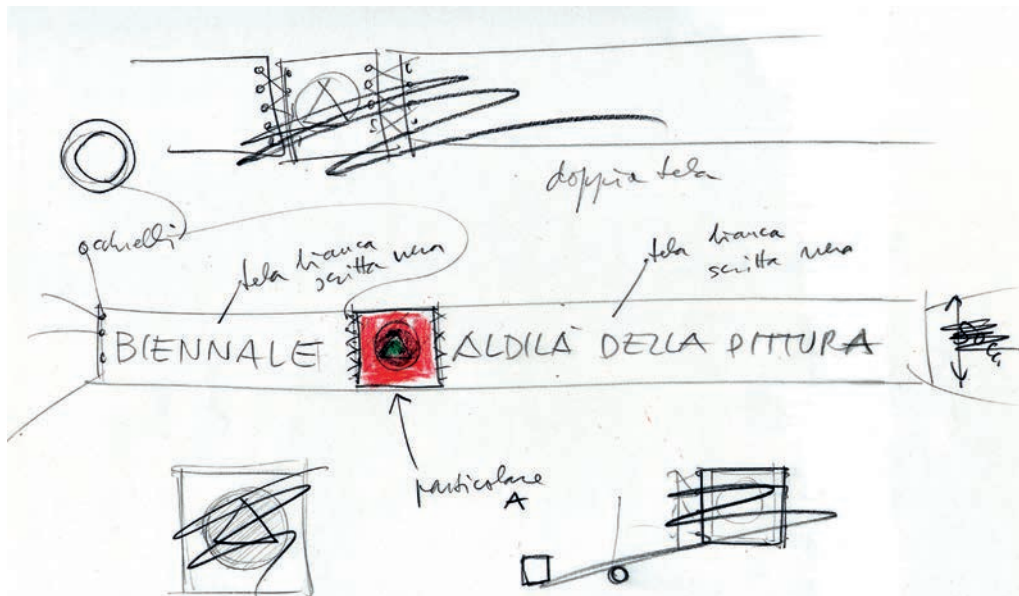 doppia tela
occhielli
tela bianca
scritta nera
tela bianca
scritta nera
BIENNALE ALDILÀ DELLA PITTURA
particolare
A